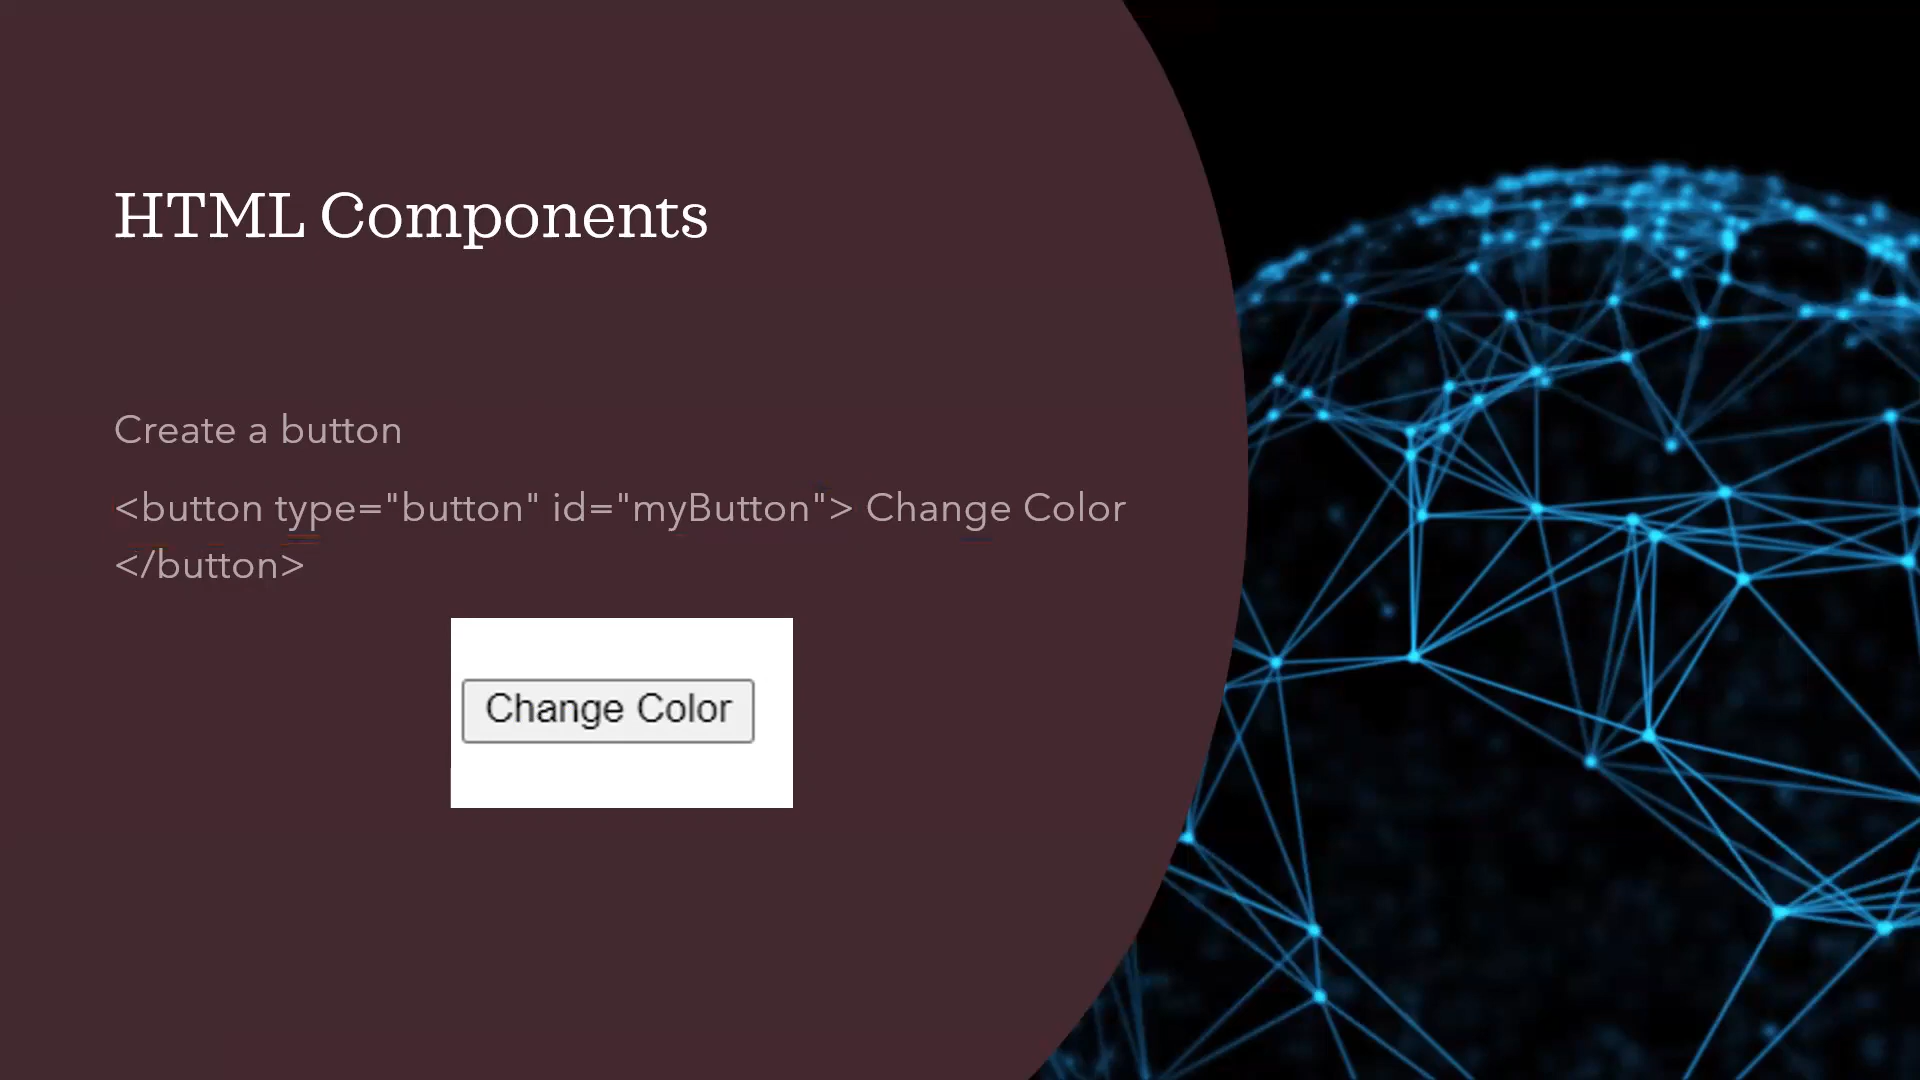 HTML Components
Create a button
<button type="button" id="myButton"> Change Color
</button>
Change Color